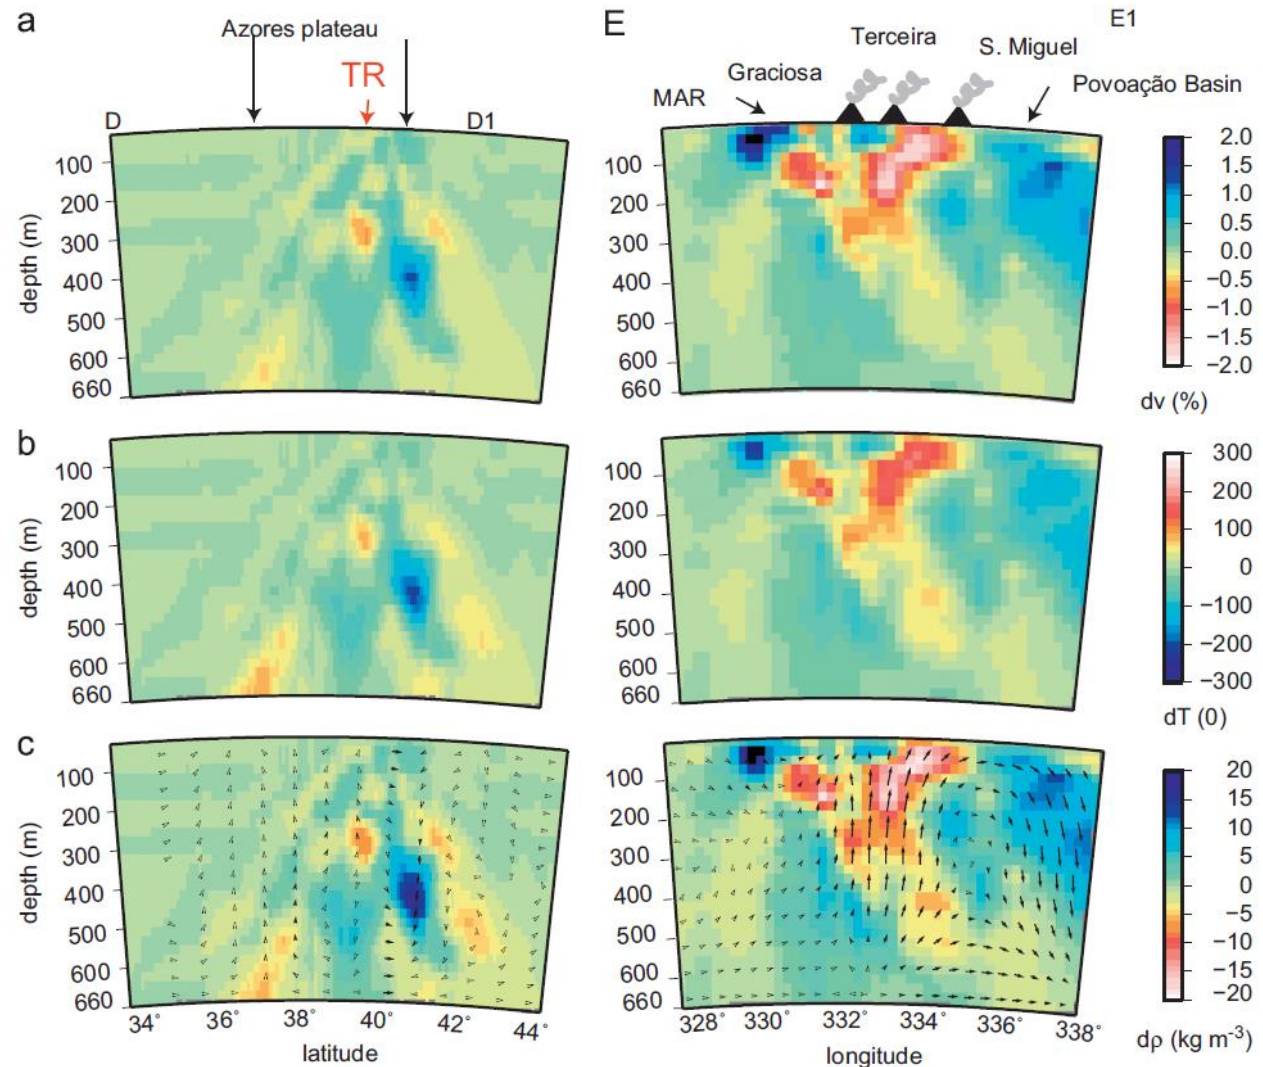 a
Azores plateau
TR
D
D1
E
E1
Terceira
S. Miguel
Graciosa
Povoação Basin
MAR
depth (m)
100
200
300
400
500
600
660
100
200
300
400
500
600
660
2.0
1.5
1.0
0.5
0.0
−0.5
−1.0
−1.5
−2.0
dv (%)
b
depth (m)
100
200
300
400
500
600
660
100
200
300
400
500
600
660
300
200
100
0
−100
−200
−300
dT (0)
c
depth (m)
100
200
300
400
500
600
660
34° 36° 38° 40° 42° 44°
latitude
100
200
300
400
500
600
660
328° 330° 332° 334° 336° 338°
longitude
20
15
10
5
0
−5
−10
−15
−20
dρ (kg m-3)